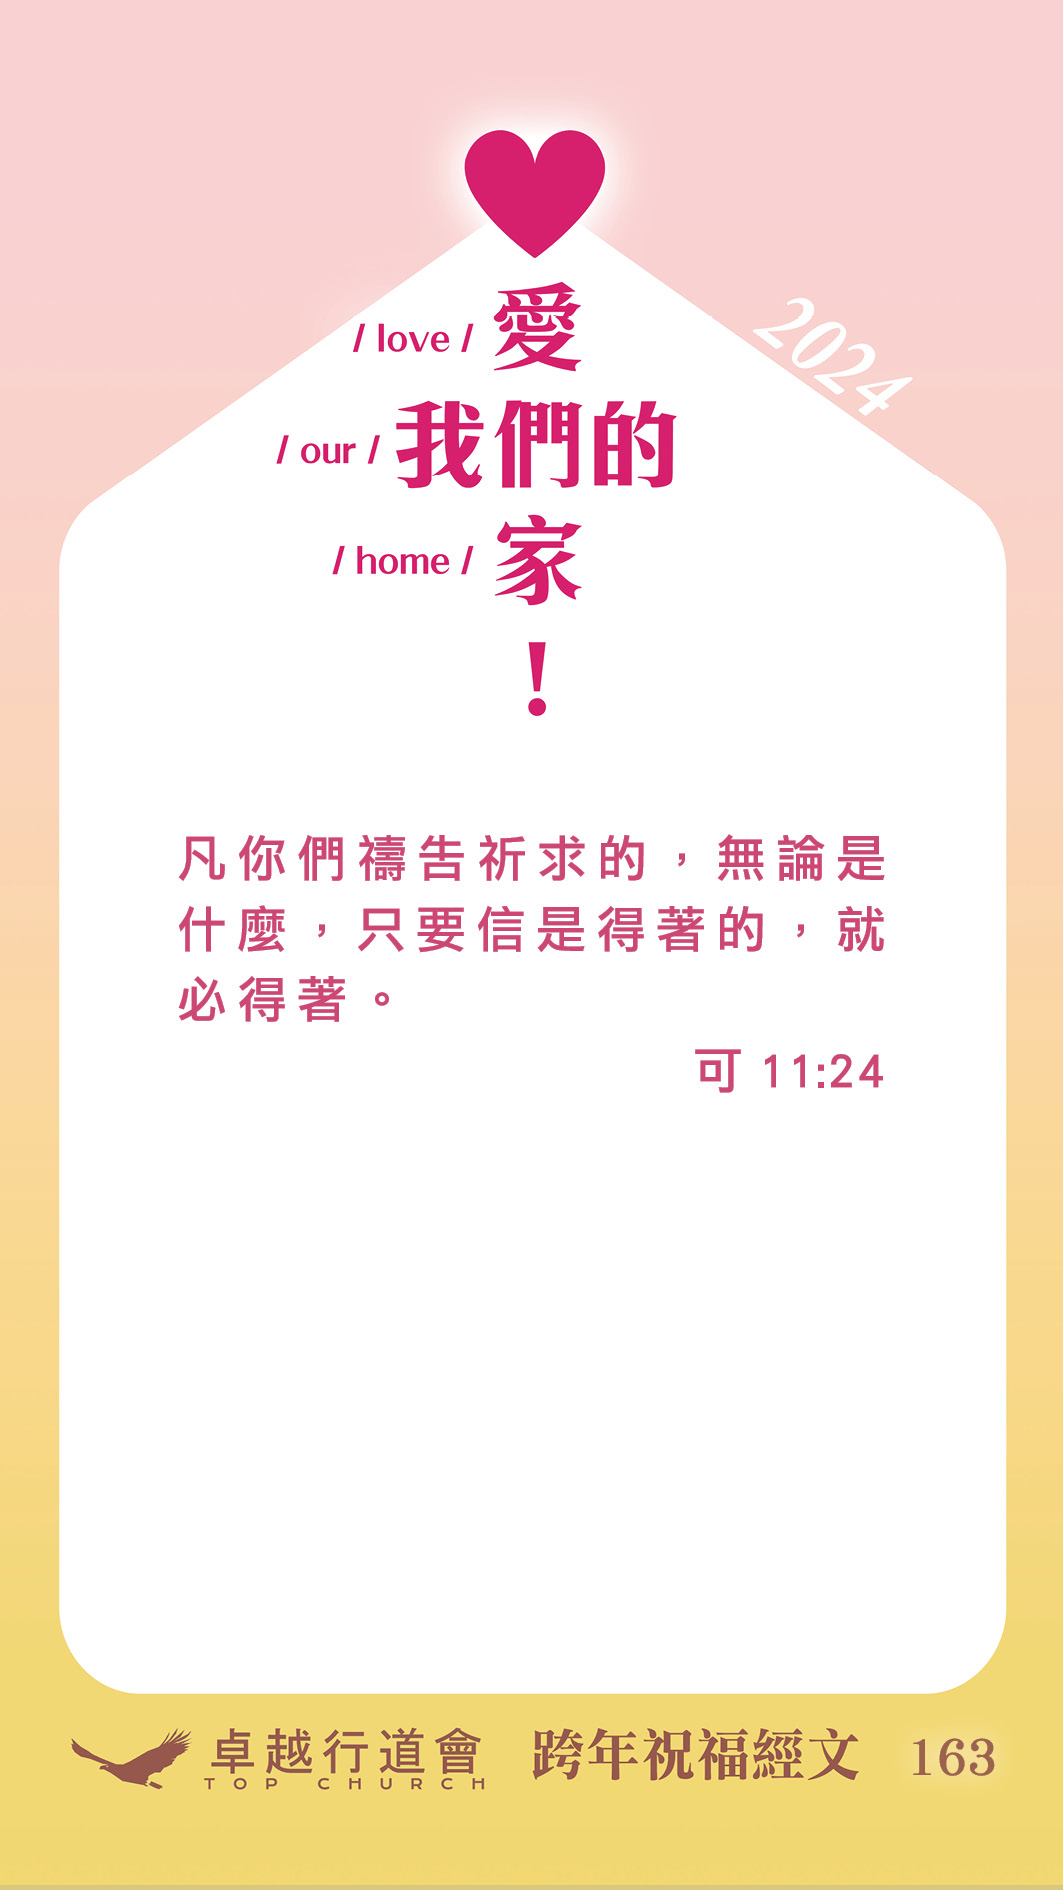 2024
/ love / 愛
/ our / 我們的
/ home / 家
!
凡你們禱告祈求的，無論是
什麼，只要信是得著的，就
必得著。
可 11:24
卓越行道會
TOP CHURCH
跨年祝福經文 163